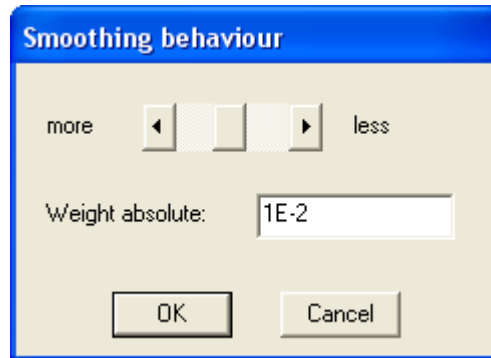 Smoothing behaviour
more less
Weight absolute: 1E-2
OK Cancel